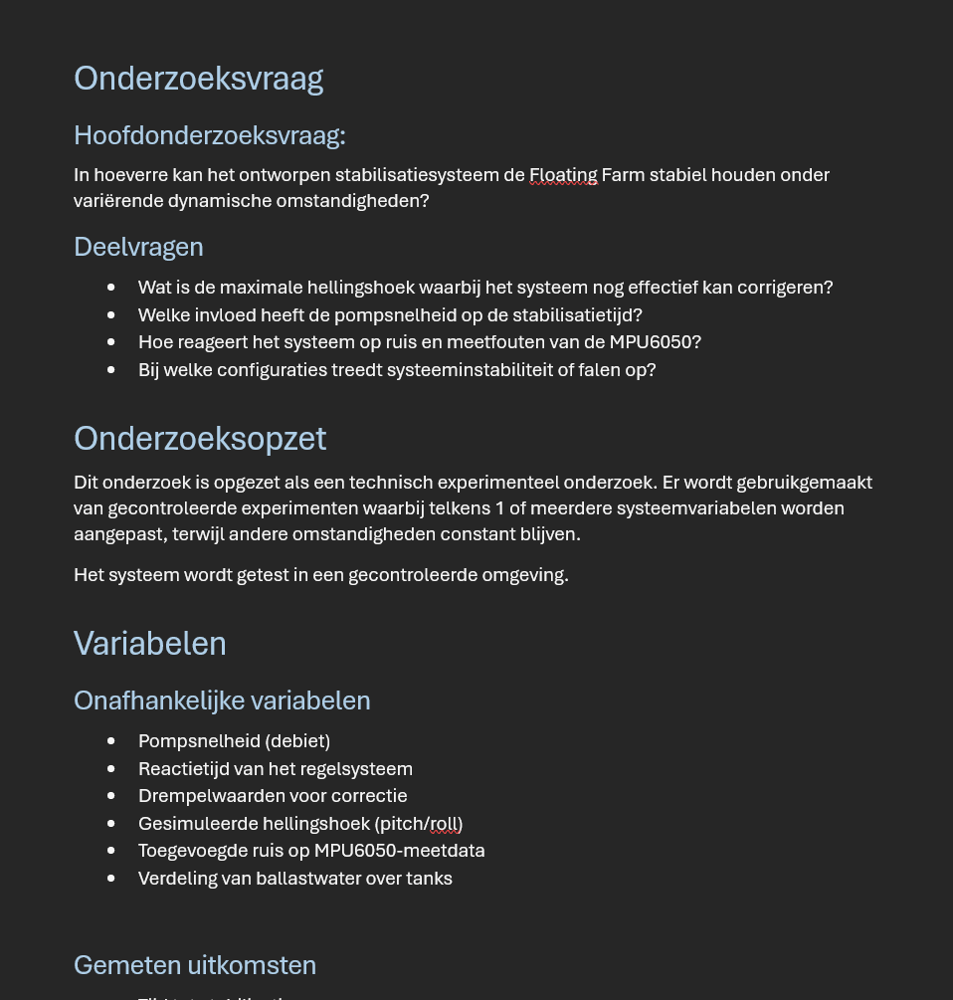 Onderzoeksvraag
Hoofdonderzoeksvraag:
In hoeverre kan het ontworpen stabilisatiesysteem de Floating Farm stabiel houden onder
variërende dynamische omstandigheden?
Deelvragen
• Wat is de maximale hellingshoek waarbij het systeem nog effectief kan corrigeren?
• Welke invloed heeft de pompsnelheid op de stabilisatietijd?
• Hoe reageert het systeem op ruis en meetfouten van de MPU6050?
• Bij welke configuraties treedt systeeminstabiliteit of falen op?
Onderzoeksopzet
Dit onderzoek is opgezet als een technisch experimenteel onderzoek. Er wordt gebruikgemaakt
van gecontroleerde experimenten waarbij telkens 1 of meerdere systeemvariabelen worden
aangepast, terwijl andere omstandigheden constant blijven.
Het systeem wordt getest in een gecontroleerde omgeving.
Variabelen
Onafhankelijke variabelen
• Pompsnelheid (debiet)
• Reactietijd van het regelsysteem
• Drempelwaarden voor correctie
• Gesimuleerde hellingshoek (pitch/roll)
• Toegevoegde ruis op MPU6050-meetdata
• Verdeling van ballastwater over tanks
Gemeten uitkomsten